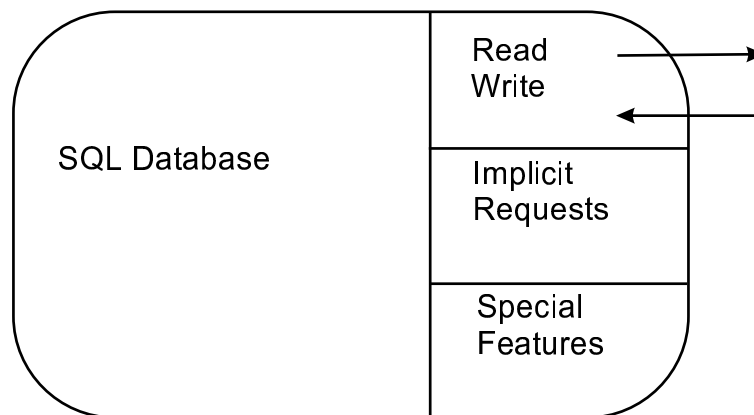 SQL Database
Read
Write
Implicit
Requests
Special
Features